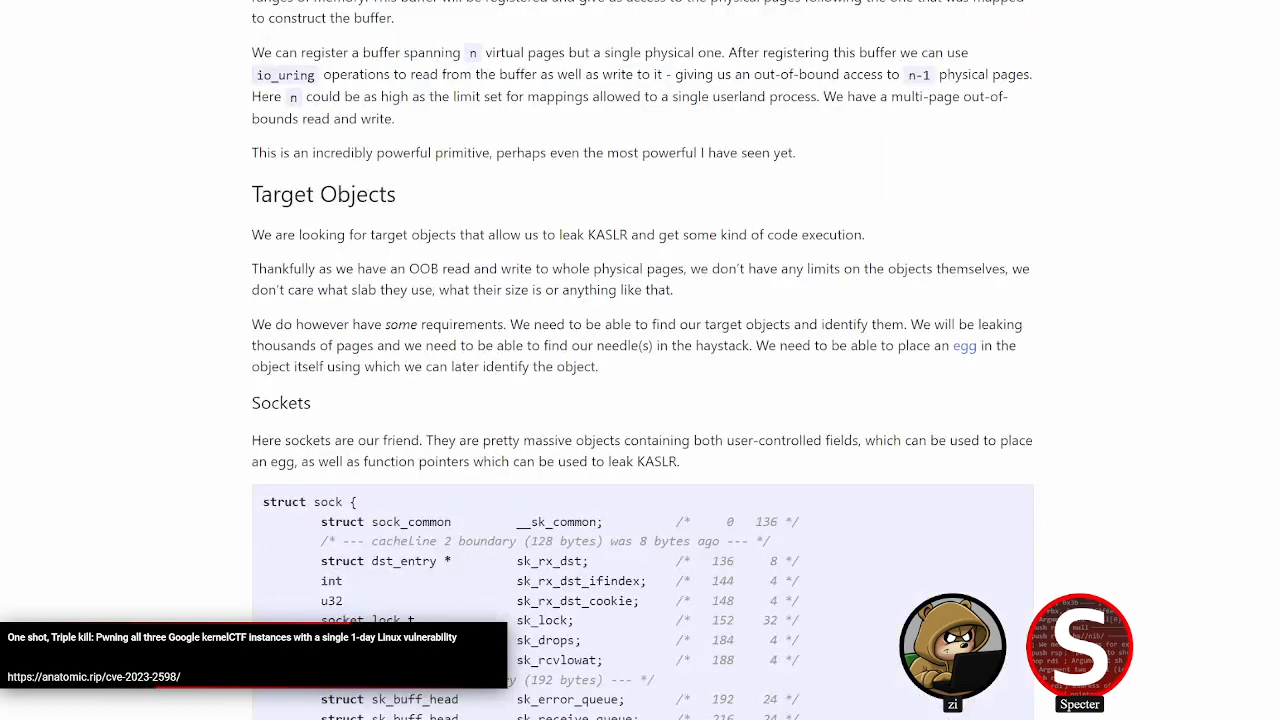 ranges of memory. This buffer will be registered and give us access to the physical pages following the one that was mapped
to construct the buffer.
We can register a buffer spanning n virtual pages but a single physical one. After registering this buffer we can use
io_uring operations to read from the buffer as well as write to it - giving us an out-of-bound access to n-1 physical pages.
Here n could be as high as the limit set for mappings allowed to a single userland process. We have a multi-page out-of-
bounds read and write.
This is an incredibly powerful primitive, perhaps even the most powerful I have seen yet.
Target Objects
We are looking for target objects that allow us to leak KASLR and get some kind of code execution.
Thankfully as we have an OOB read and write to whole physical pages, we don't have any limits on the objects themselves, we
don't care what slab they use, what their size is or anything like that.
We do however have some requirements. We need to be able to find our target objects and identify them. We will be leaking
thousands of pages and we need to be able to find our needle(s) in the haystack. We need to be able to place an egg in the
object itself using which we can later identify the object.
Sockets
Here sockets are our friend. They are pretty massive objects containing both user-controlled fields, which can be used to place
an egg, as well as function pointers which can be used to leak KASLR.
struct sock {
struct sock_common __sk_common; /* 0 136 */
/* --- cacheline 2 boundary (128 bytes) was 8 bytes ago --- */
struct dst_entry * sk_rx_dst; /* 136 8 */
int sk_rx_dst_ifindex; /* 144 4 */
u32 sk_rx_dst_cookie; /* 148 4 */
socket_lock_t sk_lock; /* 152 32 */
sk_drops; /* 184 4 */
sk_rcvlowat; /* 188 4 */
(192 bytes) --- */
struct sk_buff_head sk_error_queue; /* 192 24 */
struct sk_buff_head sk_receive_queue; /* 216 24 */
One shot, Triple kill: Pwning all three Google kernelCTF instances with a single 1-day Linux vulnerability
https://anatomic.rip/cve-2023-2598/
S
zi
Specter